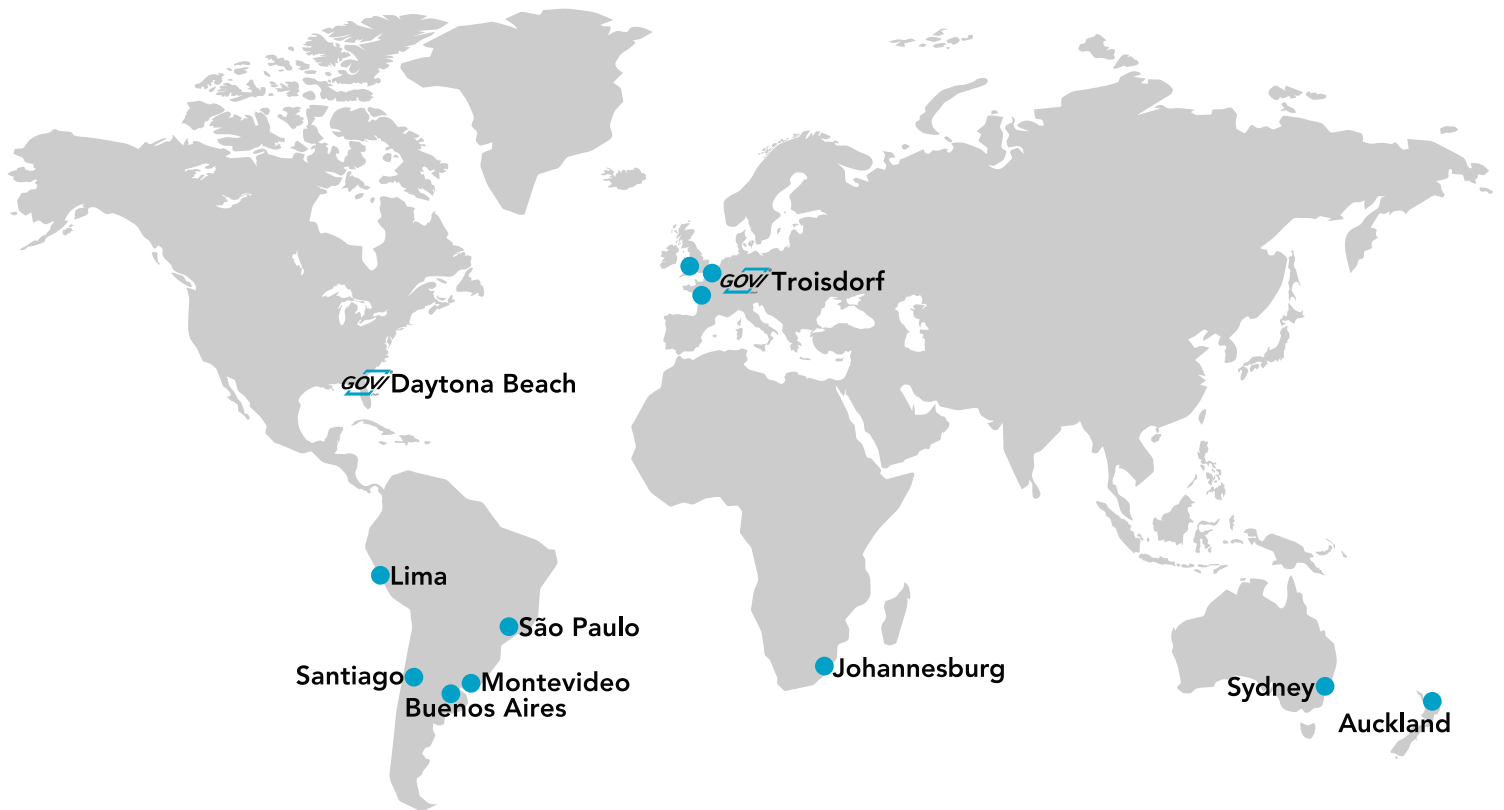 GOVI Troisdorf
GOVI Daytona Beach
Lima
São Paulo
Santiago
Montevideo
Buenos Aires
Johannesburg
Sydney
Auckland